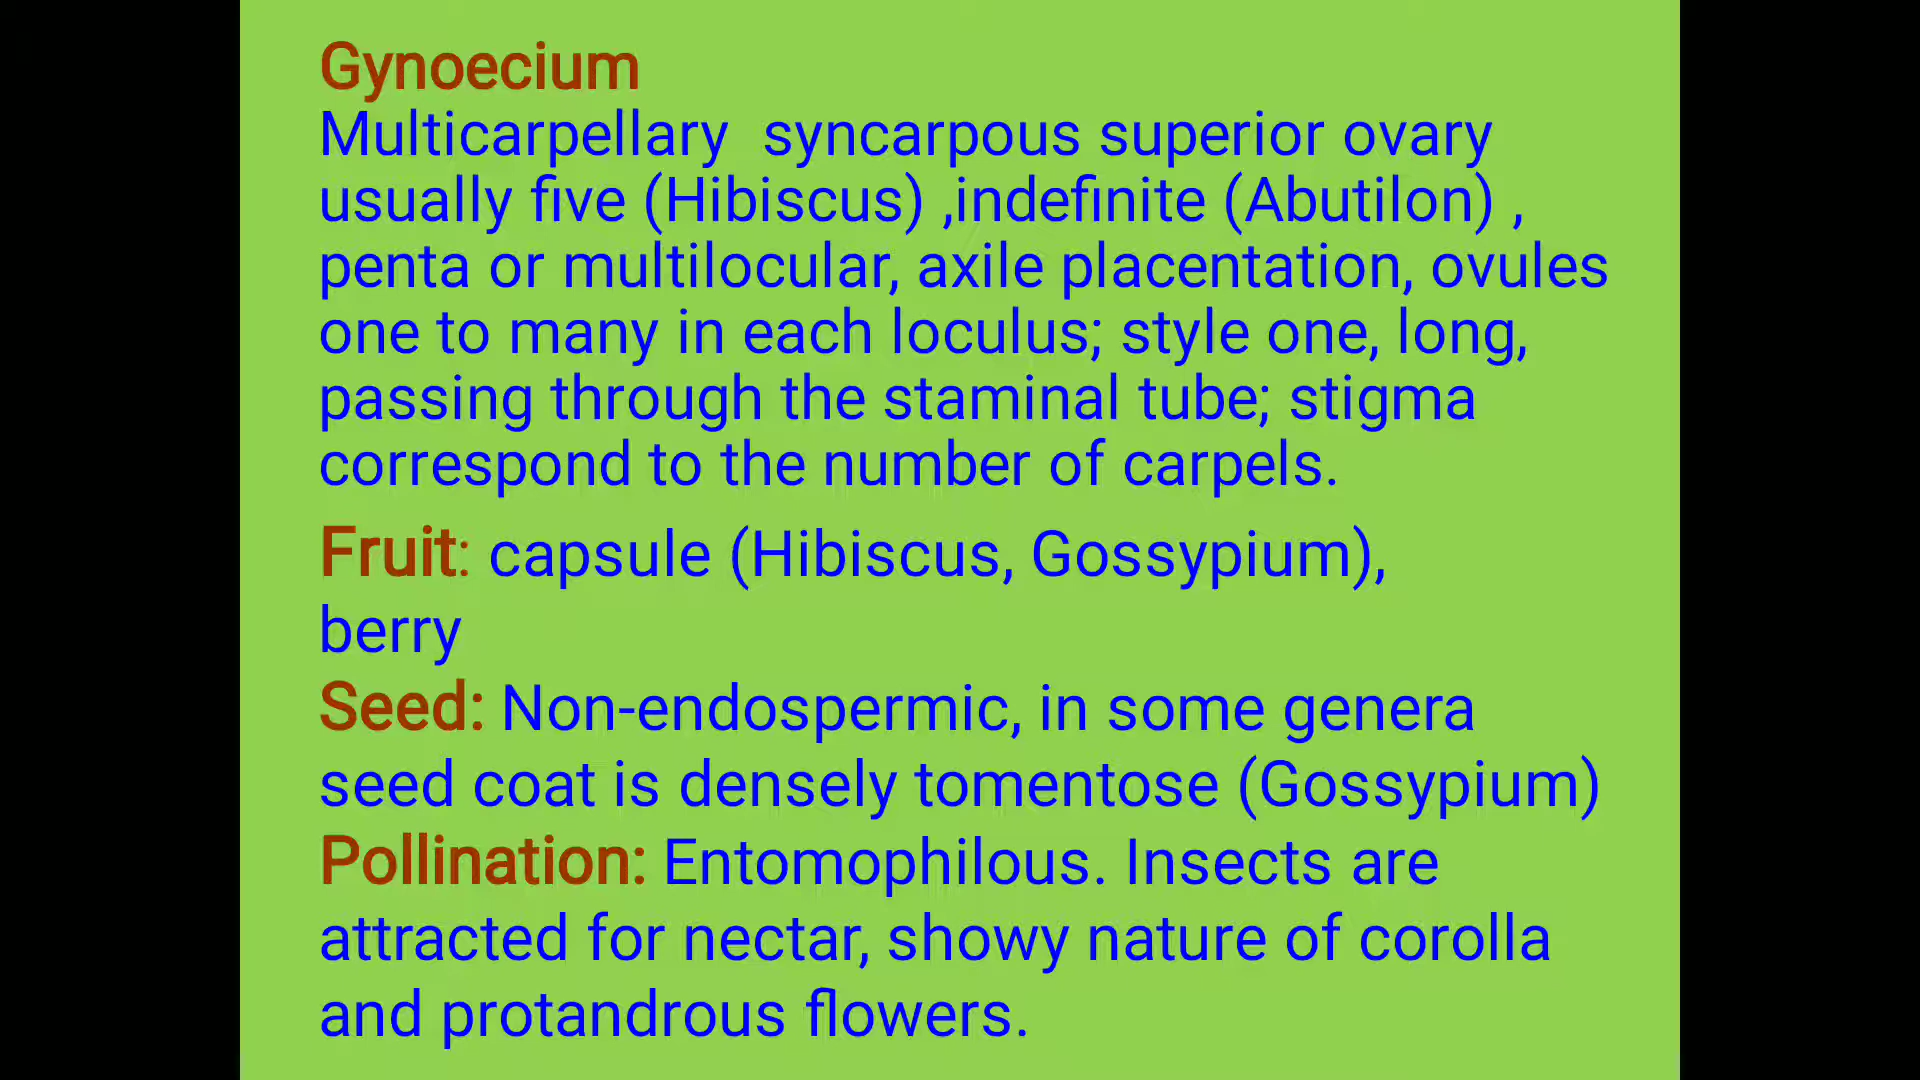 Gynoecium
Multicarpellary  syncarpous superior ovary
usually five (Hibiscus) ,indefinite (Abutilon) ,
penta or multilocular, axile placentation, ovules
one to many in each loculus; style one, long,
passing through the staminal tube; stigma
correspond to the number of carpels.
Fruit: capsule (Hibiscus, Gossypium),
berry
Seed: Non-endospermic, in some genera
seed coat is densely tomentose (Gossypium)
Pollination: Entomophilous. Insects are
attracted for nectar, showy nature of corolla
and protandrous flowers.